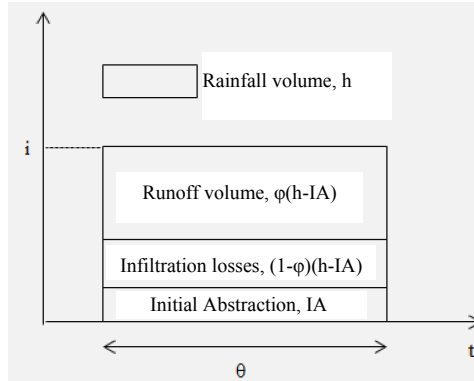 Rainfall volume, h
i
Runoff volume, φ(h-IA)
Infiltration losses, (1-φ)(h-IA)
Initial Abstraction, IA
t
θ